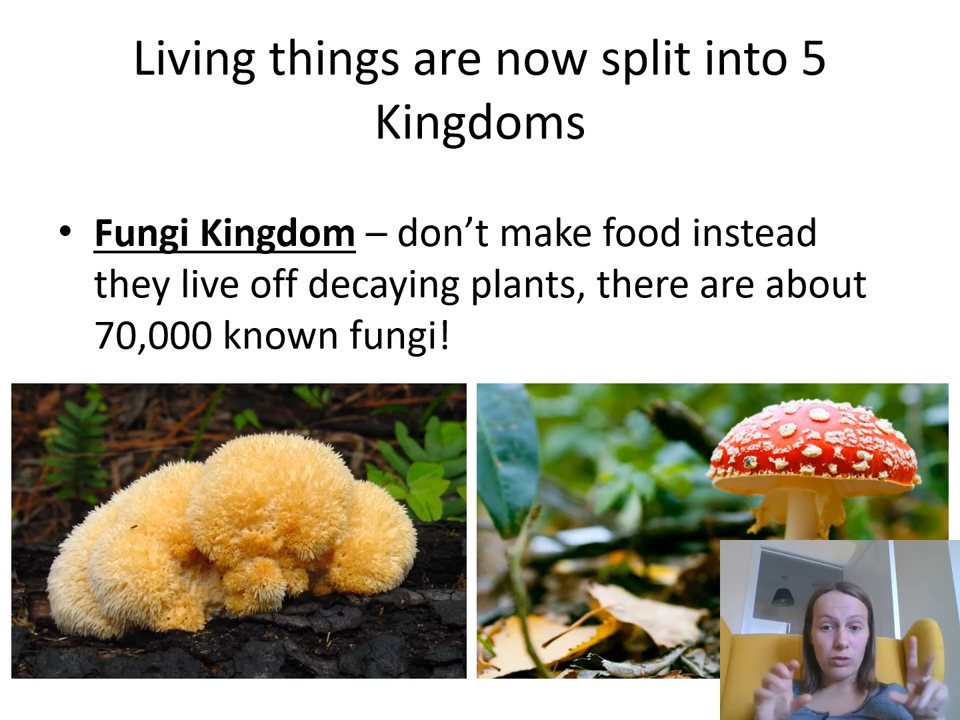 Living things are now split into 5
Kingdoms
• Fungi Kingdom – don’t make food instead
they live off decaying plants, there are about
70,000 known fungi!